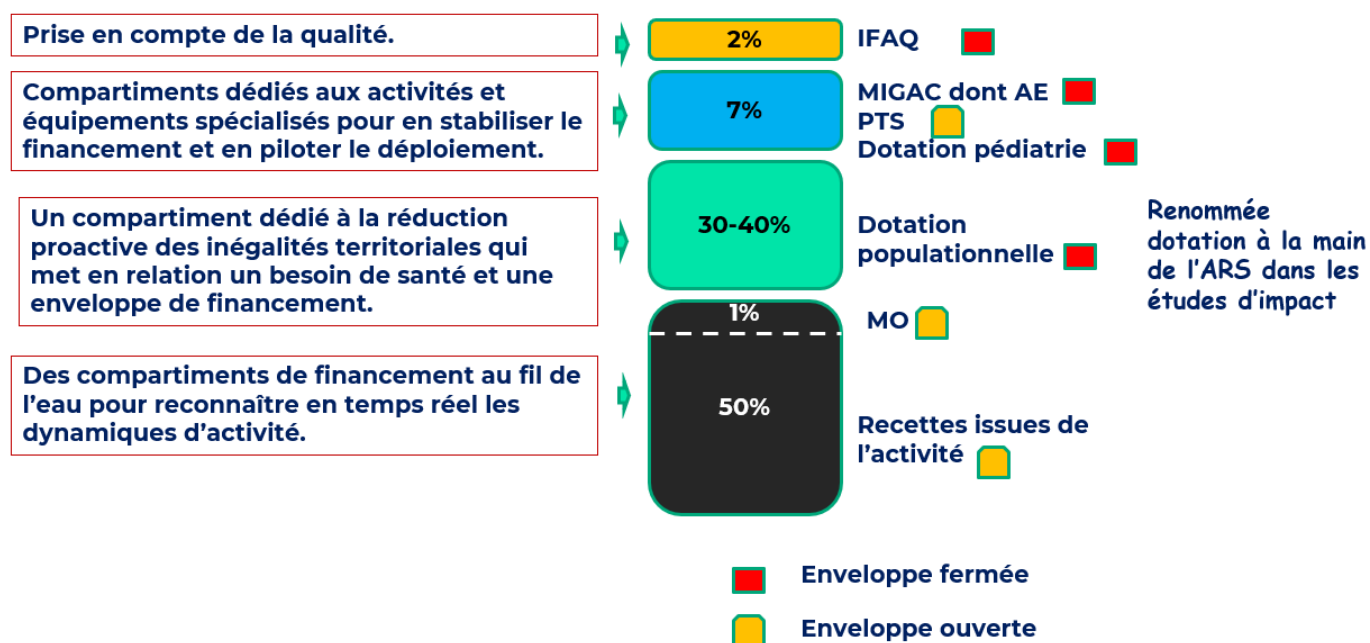 Prise en compte de la qualité.
2%
IFAQ
Compartiments dédiés aux activités et
équipements spécialisés pour en stabiliser le
financement et en piloter le déploiement.
7%
MIGAC dont AE
PTS
Dotation pédiatrie
Un compartiment dédié à la réduction
proactive des inégalités territoriales qui
met en relation un besoin de santé et une
enveloppe de financement.
30-40%
Dotation
populationnelle
Renommée
dotation à la main
de l'ARS dans les
études d'impact
1%
MO
Des compartiments de financement au fil de
l'eau pour reconnaître en temps réel les
dynamiques d'activité.
50%
Recettes issues de
l'activité
Enveloppe fermée
Enveloppe ouverte